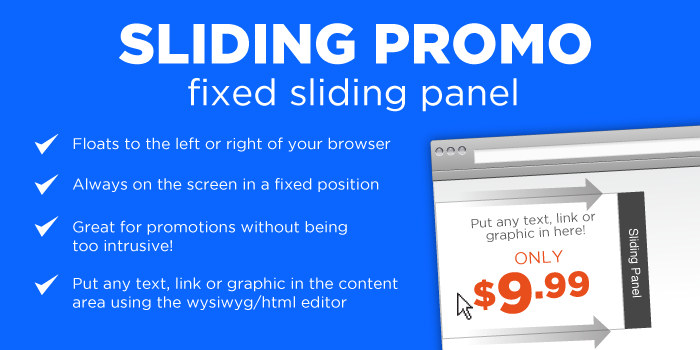 SLIDING PROMO
fixed sliding panel
Floats to the left or right of your browser
Always on the screen in a fixed position
Great for promotions without being
too intrusive!
Put any text, link or graphic in the content
area using the wysiwyg/html editor
Put any text, link or
graphic in here!
ONLY
$9.99
Sliding Panel